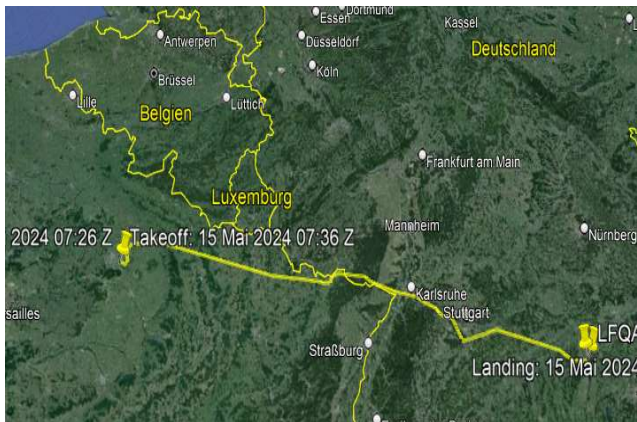 Dortmund
Essen
Kassel
Antwerpen
Düsseldorf
Deutschland
Köln
Brüssel
Lille
Lüttich
Belgien
Frankfurt am Main
Luxemburg
2024 07:26 Z Takeoff: 15 Mai 2024 07:36 Z
Mannheim
Nürnberg
Karlsruhe
sailles
Stuttgart
LFQA
Straßburg
Landing: 15 Mai 2024